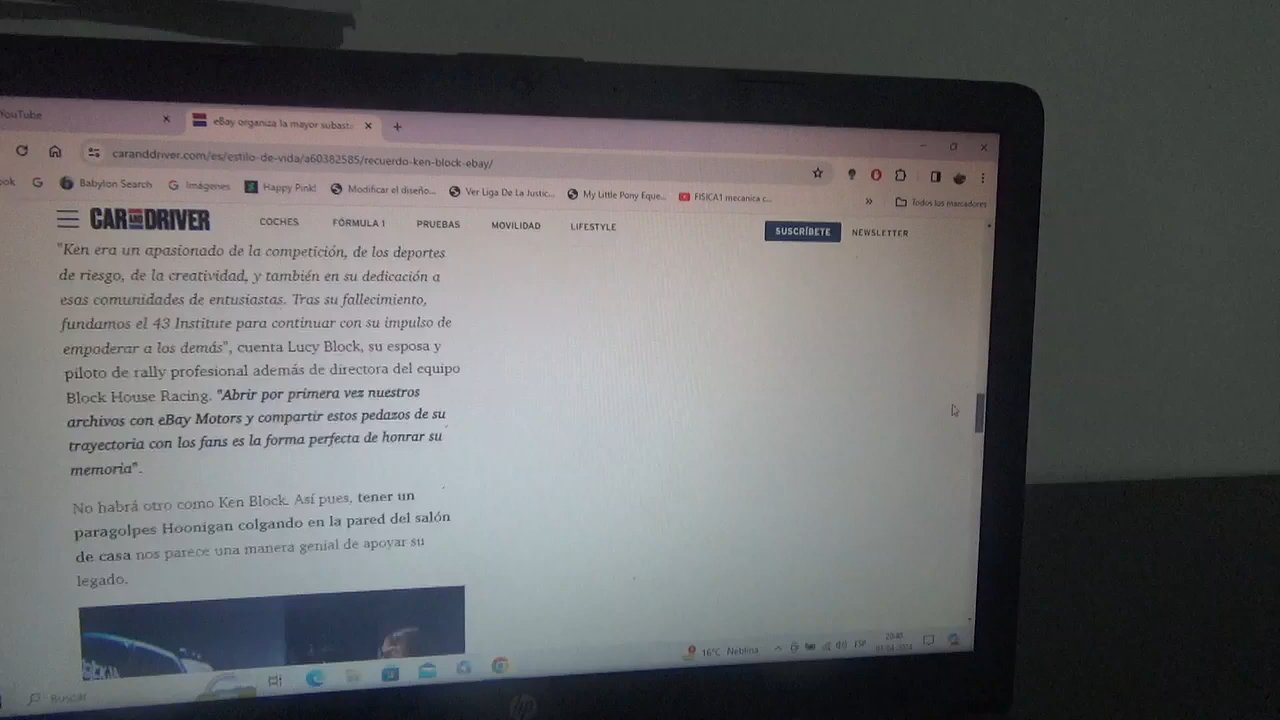 YouTube
eBay organiza la mayor subasta
caranddriver.com/es/estilo-de-vida/a60382585/recuerdo-ken-block-ebay/
ook
Babylon Search
Imágenes
Happy Pink!
Modificar el diseño...
Ver Liga De La Justic...
My Little Pony Eque...
FISICA1 mecanica c...
Todos los marcadores
CAR AND DRIVER
COCHES
FÓRMULA 1
PRUEBAS
MOVILIDAD
LIFESTYLE
SUSCRÍBETE
NEWSLETTER
"Ken era un apasionado de la competición, de los deportes
de riesgo, de la creatividad, y también en su dedicación a
esas comunidades de entusiastas. Tras su fallecimiento,
fundamos el 43 Institute para continuar con su impulso de
empoderar a los demás", cuenta Lucy Block, su esposa y
piloto de rally profesional además de directora del equipo
Block House Racing. "Abrir por primera vez nuestros
archivos con eBay Motors y compartir estos pedazos de su
trayectoria con los fans es la forma perfecta de honrar su
memoria".
No habrá otro como Ken Block. Así pues, tener un
paragolpes Hoonigan colgando en la pared del salón
de casa nos parece una manera genial de apoyar su
legado.
16°C Neblina
ESP
Buscar
hp